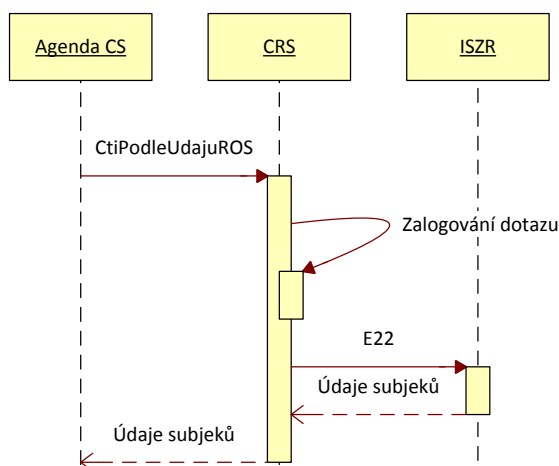 Agenda CS
CRS
ISZR
CtiPodleUdajuROS
Zalogování dotazu
E22
Údaje subjeků
Údaje subjeků